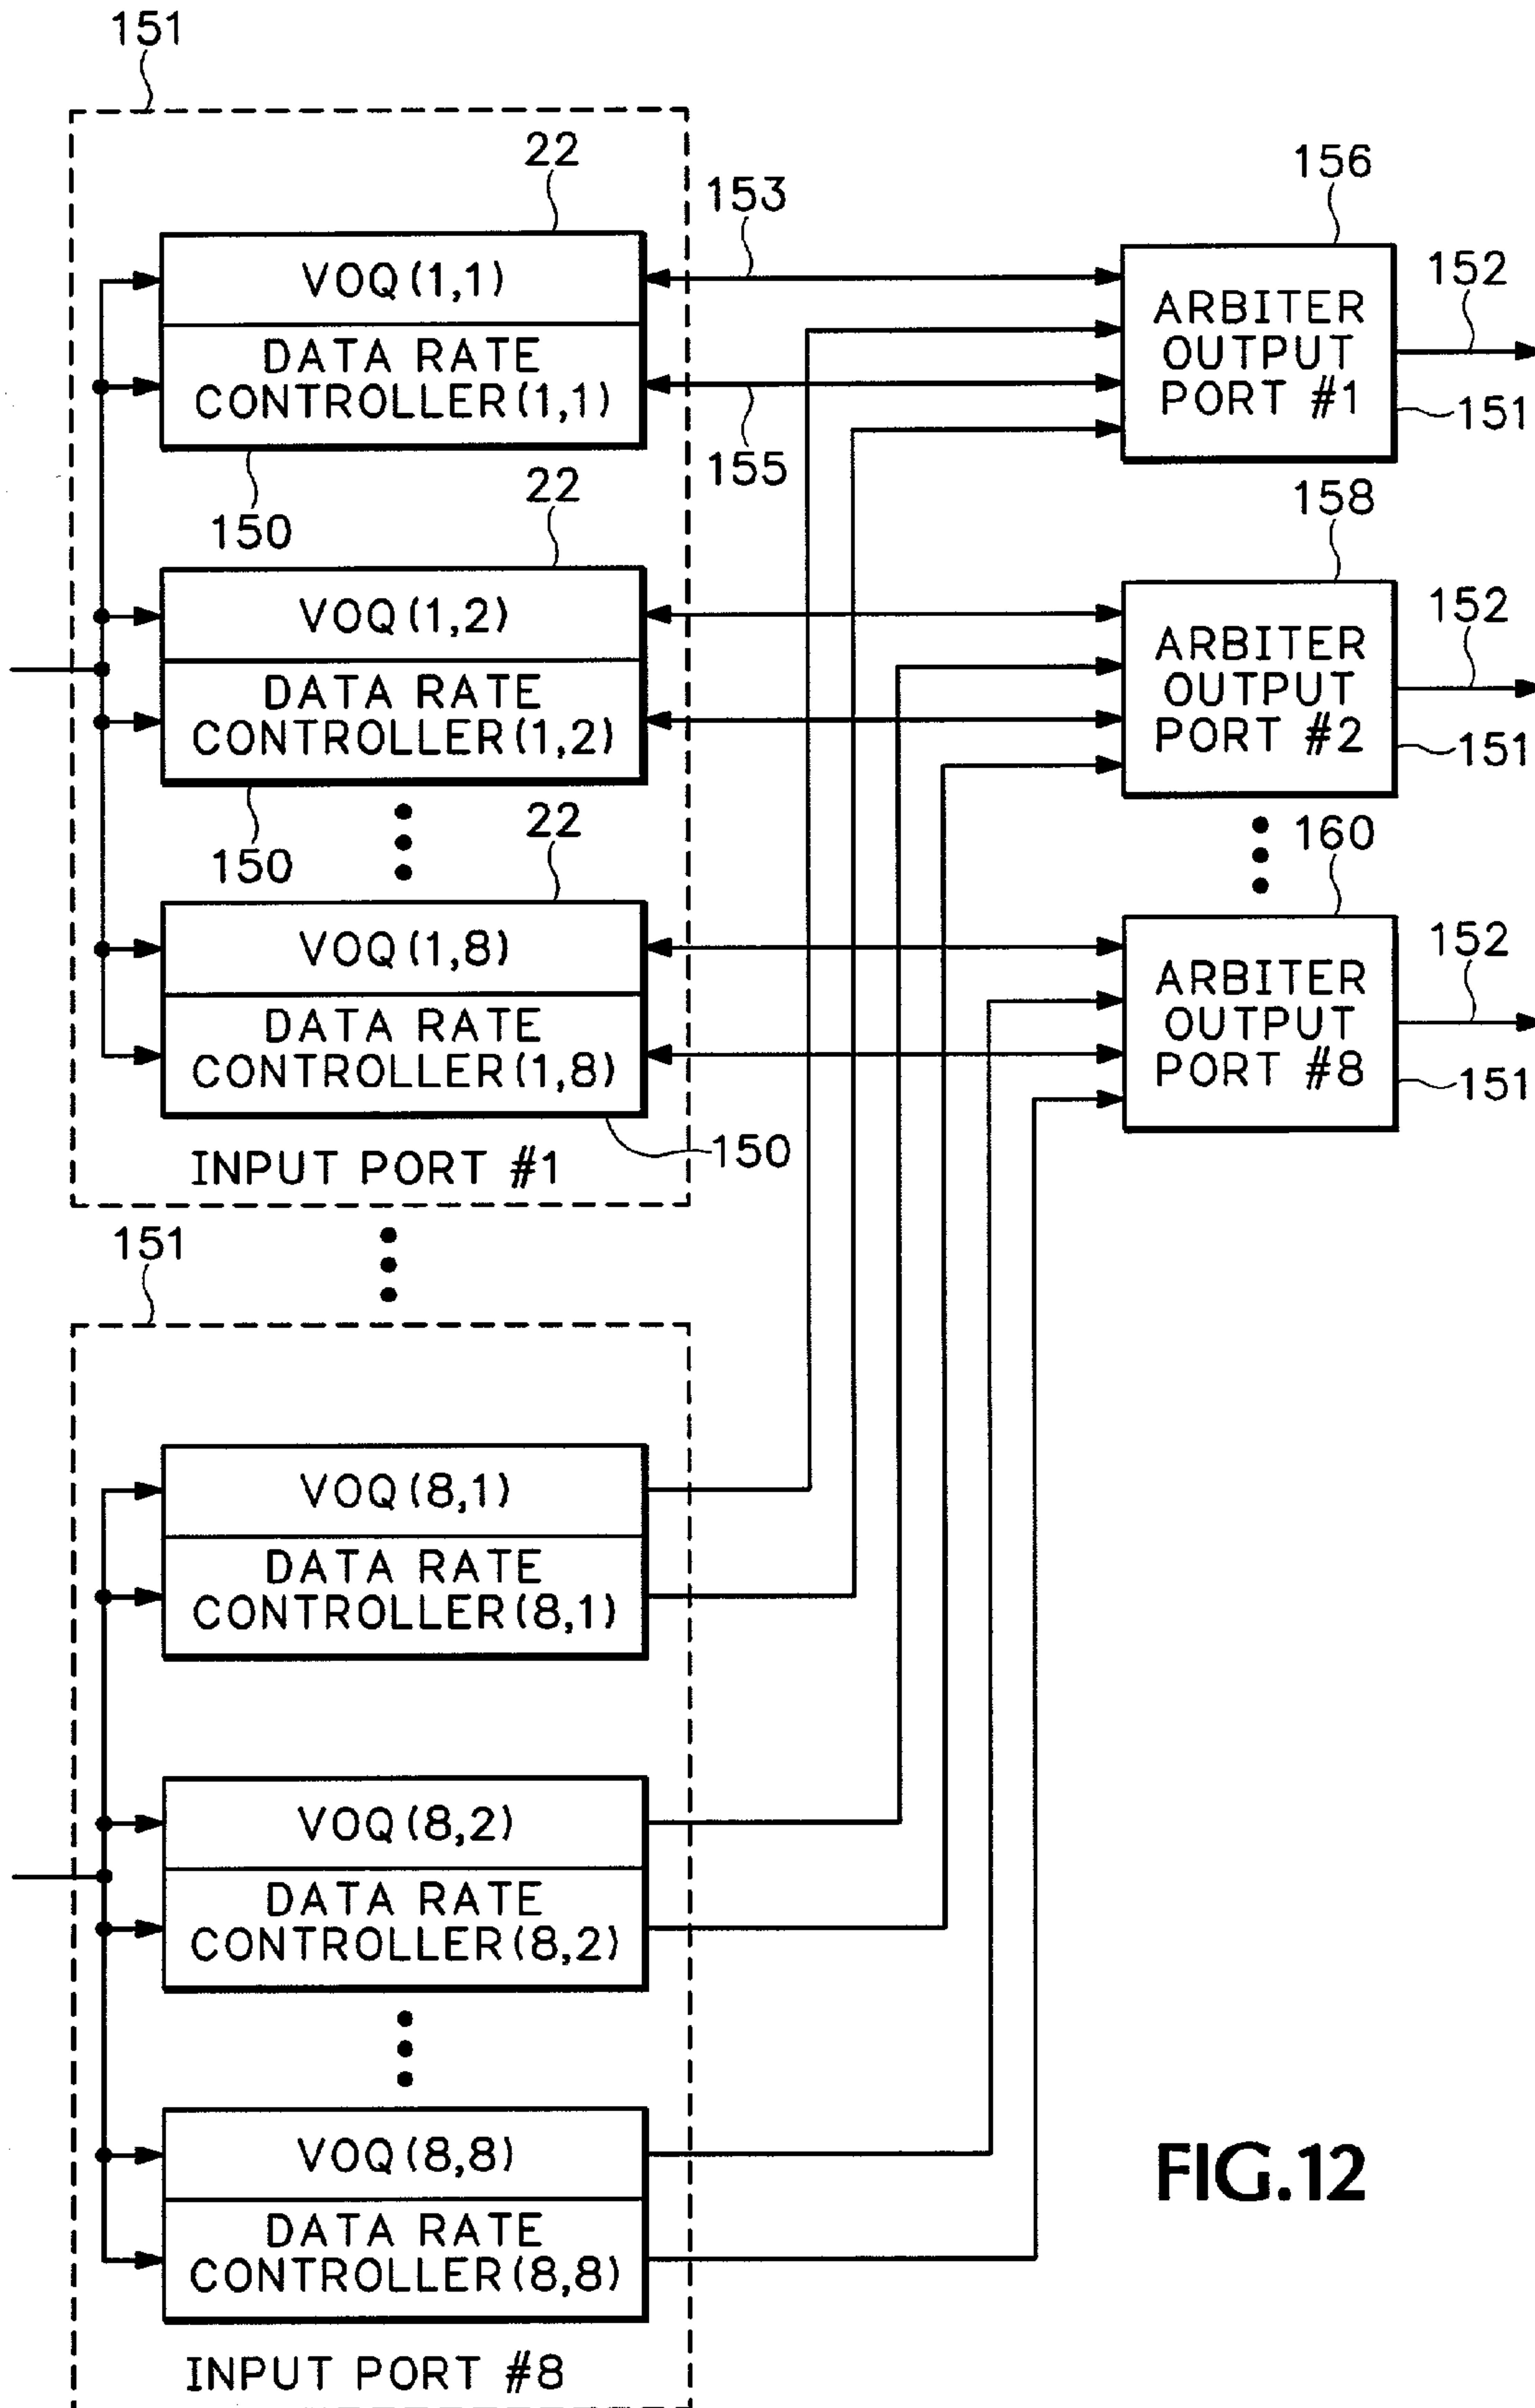 151
22
153
156
152
VOQ(1,1)
DATA RATE
CONTROLLER(1,1)
ARBITER
OUTPUT
PORT #1
151
155
150
22
158
152
VOQ(1,2)
DATA RATE
CONTROLLER(1,2)
ARBITER
OUTPUT
PORT #2
151
150
22
160
152
VOQ(1,8)
DATA RATE
CONTROLLER(1,8)
ARBITER
OUTPUT
PORT #8
151
150
INPUT PORT #1
151
VOQ(8,1)
DATA RATE
CONTROLLER(8,1)
VOQ(8,2)
DATA RATE
CONTROLLER(8,2)
VOQ(8,8)
DATA RATE
CONTROLLER(8,8)
INPUT PORT #8
FIG.12